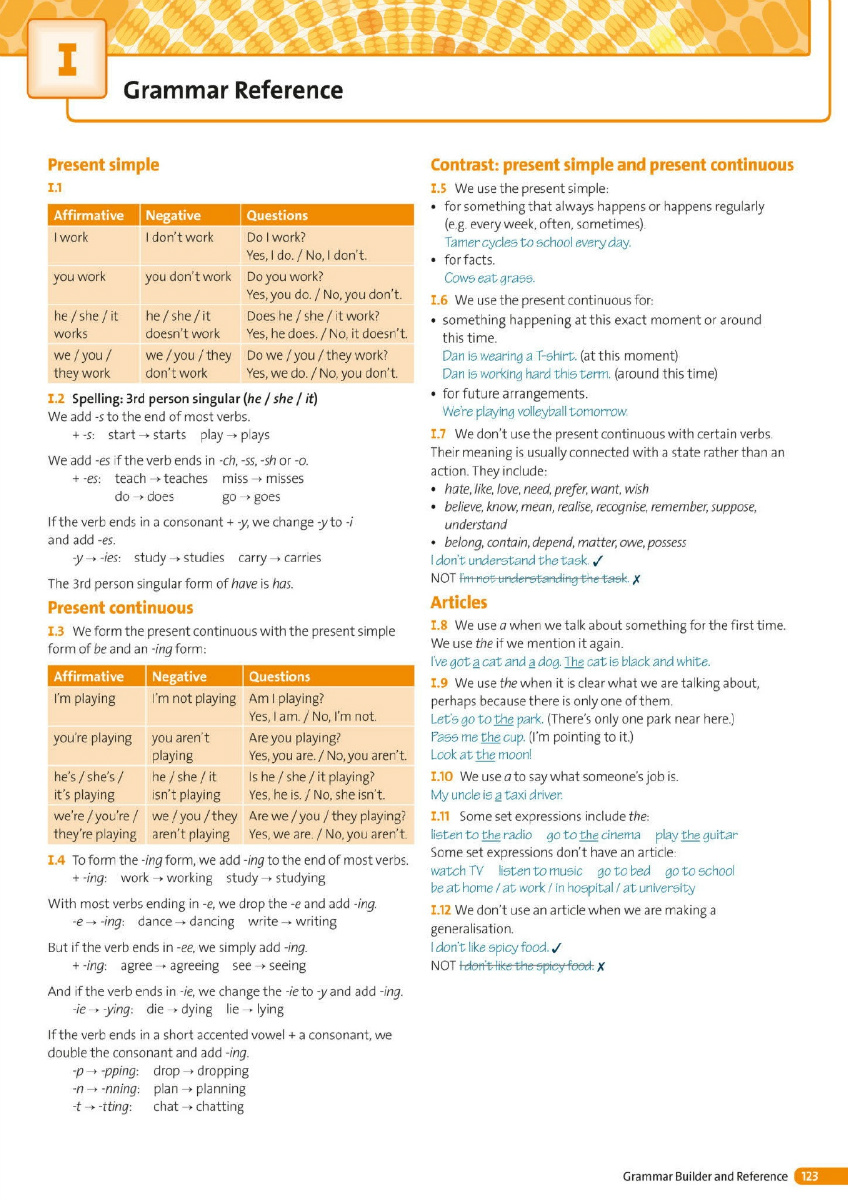 I
Grammar Reference
Present simple
I.1
Affirmative Negative Questions
I work I don't work Do I work?
Yes, I do. / No, I don't.
you work you don't work Do you work?
Yes, you do. / No, you don't.
he / she / it he / she / it Does he / she / it work?
works doesn't work Yes, he does. / No, it doesn't.
we / you / we / you / they Do we / you / they work?
they work don't work Yes, we do. / No, you don't.
I.2 Spelling: 3rd person singular (he / she / it)
We add -s to the end of most verbs.
+ -s: start → starts play → plays
We add -es if the verb ends in -ch, -ss, -sh or -o.
+ -es: teach → teaches miss → misses
do → does go → goes
If the verb ends in a consonant + -y, we change -y to -i
and add -es.
-y → -ies: study → studies carry → carries
The 3rd person singular form of have is has.
Present continuous
I.3 We form the present continuous with the present simple
form of be and an -ing form:
Affirmative Negative Questions
I'm playing I'm not playing Am I playing?
Yes, I am. / No, I'm not.
you're playing you aren't Are you playing?
playing Yes, you are. / No, you aren't.
he's / she's / he / she / it Is he / she / it playing?
it's playing isn't playing Yes, he is. / No, she isn't.
we're / you're / we / you / they Are we / you / they playing?
they're playing aren't playing Yes, we are. / No, you aren't.
I.4 To form the -ing form, we add -ing to the end of most verbs.
+ -ing: work → working study → studying
With most verbs ending in -e, we drop the -e and add -ing.
-e → -ing: dance → dancing write → writing
But if the verb ends in -ee, we simply add -ing.
+ -ing: agree → agreeing see → seeing
And if the verb ends in -ie, we change the -ie to -y and add -ing.
-ie → -ying: die → dying lie → lying
If the verb ends in a short accented vowel + a consonant, we
double the consonant and add -ing.
-p → -pping: drop → dropping
-n → -nning: plan → planning
-t → -tting: chat → chatting
Contrast: present simple and present continuous
I.5 We use the present simple:
• for something that always happens or happens regularly
(e.g. every week, often, sometimes).
Tamer cycles to school every day.
• for facts.
Cows eat grass.
I.6 We use the present continuous for:
• something happening at this exact moment or around
this time.
Dan is wearing a T-shirt. (at this moment)
Dan is working hard this term. (around this time)
• for future arrangements.
We're playing volleyball tomorrow.
I.7 We don't use the present continuous with certain verbs.
Their meaning is usually connected with a state rather than an
action. They include:
• hate, like, love, need, prefer, want, wish
• believe, know, mean, realise, recognise, remember, suppose,
understand
• belong, contain, depend, matter, owe, possess
I don't understand the task. ✓
NOT I'm not understanding the task. ✗
Articles
I.8 We use a when we talk about something for the first time.
We use the if we mention it again.
I've got a cat and a dog. The cat is black and white.
I.9 We use the when it is clear what we are talking about,
perhaps because there is only one of them.
Let's go to the park. (There's only one park near here.)
Pass me the cup. (I'm pointing to it.)
Look at the moon!
I.10 We use a to say what someone's job is.
My uncle is a taxi driver.
I.11 Some set expressions include the:
listen to the radio go to the cinema play the guitar
Some set expressions don't have an article:
watch TV listen to music go to bed go to school
be at home / at work / in hospital / at university
I.12 We don't use an article when we are making a
generalisation.
I don't like spicy food. ✓
NOT I don't like the spicy food. ✗
Grammar Builder and Reference 123